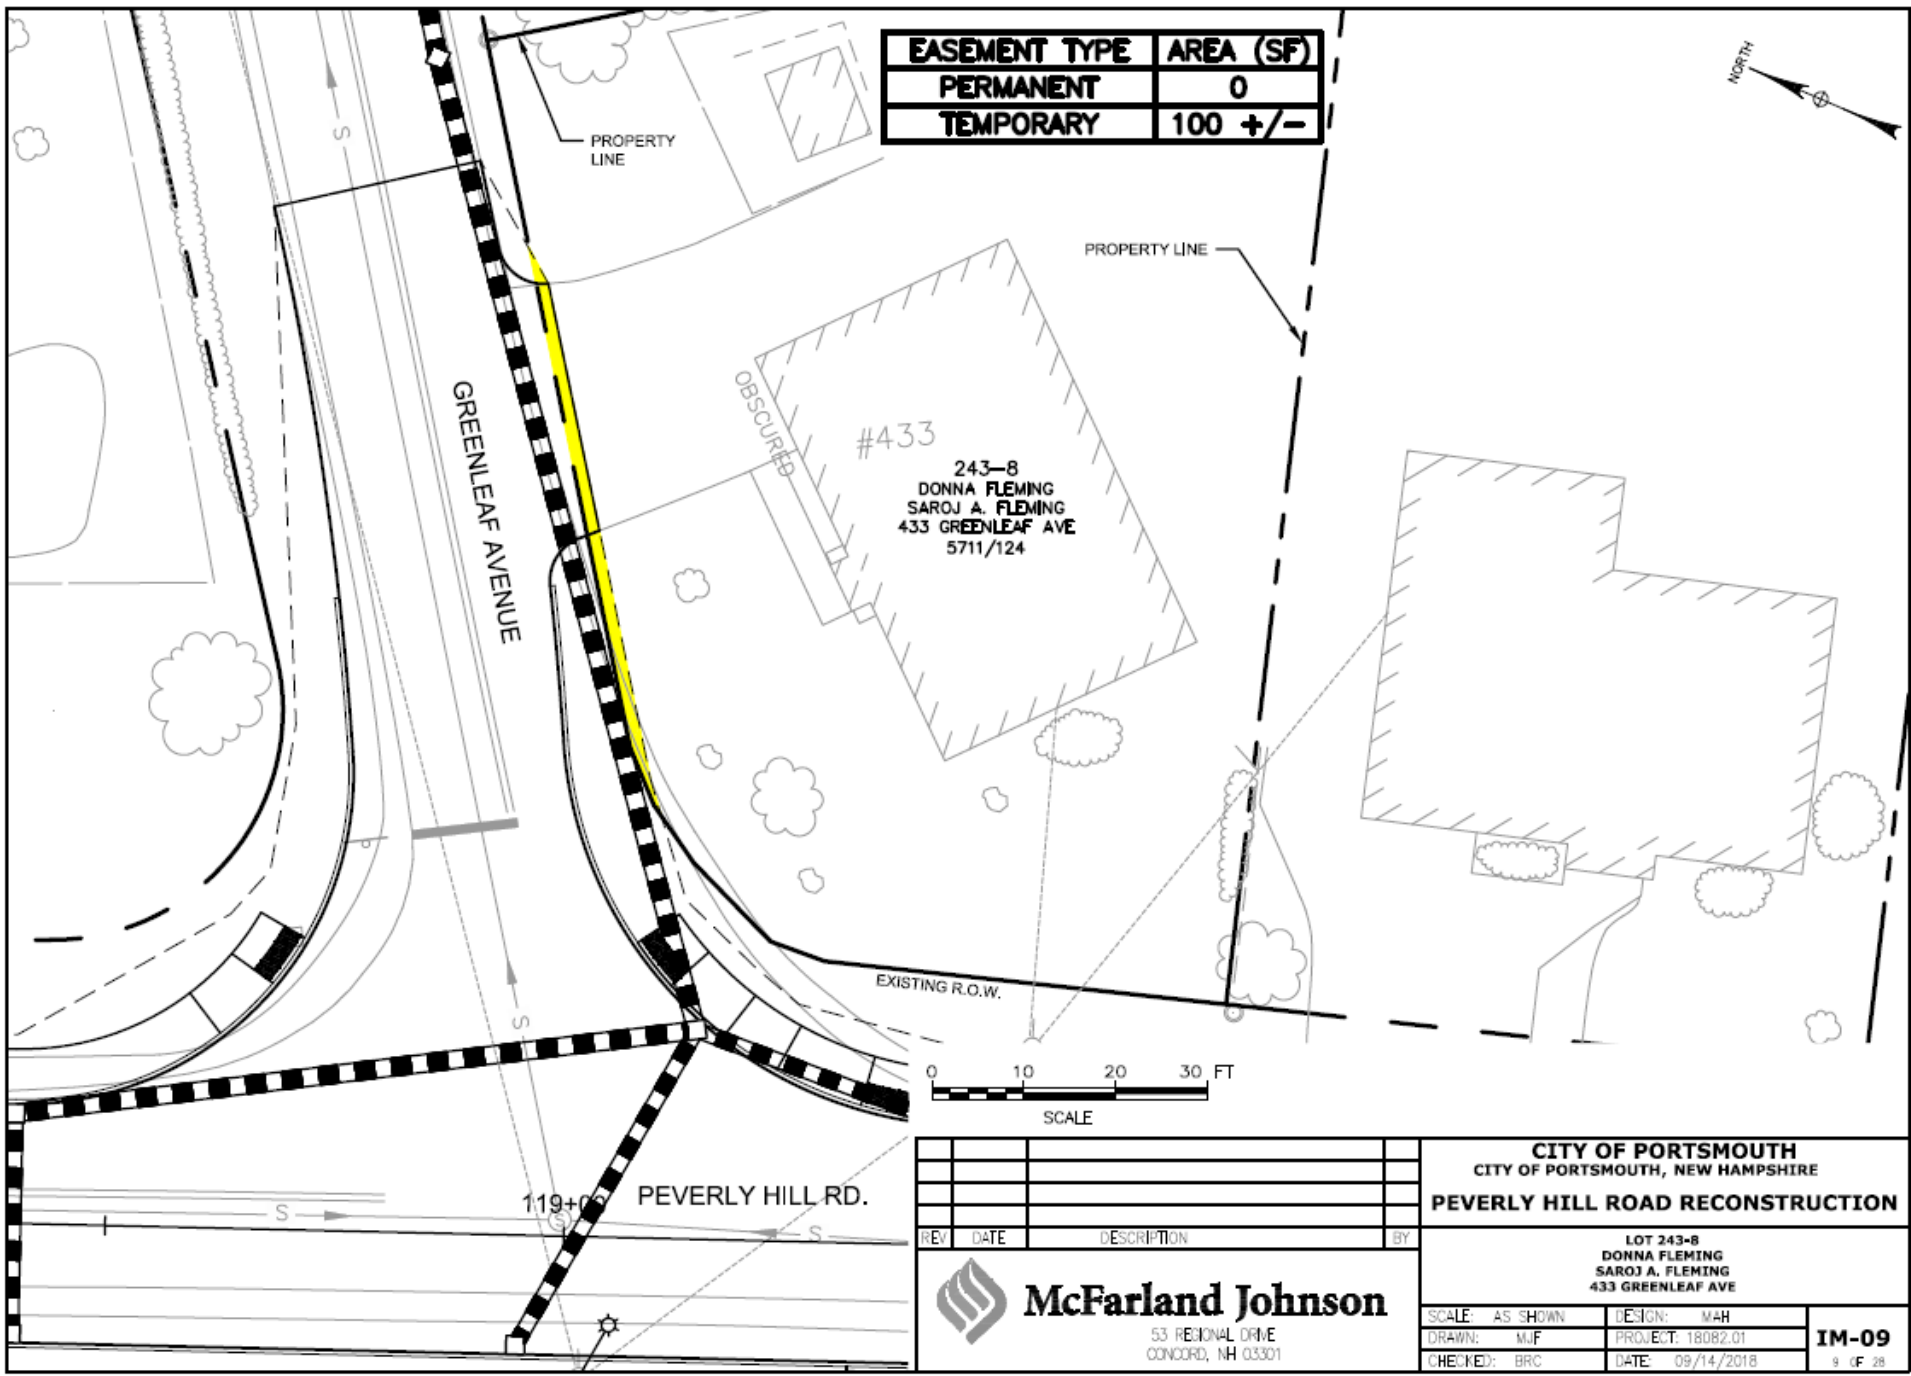 EASEMENT TYPE AREA (SF)
PERMANENT 0
TEMPORARY 100 +/-
NORTH
PROPERTY
LINE
PROPERTY LINE
S
GREENLEAF AVENUE
OBSCURED
#433
243-8
DONNA FLEMING
SAROJ A. FLEMING
433 GREENLEAF AVE
5711/124
EXISTING R.O.W.
S
0 10 20 30 FT
SCALE
119+00
PEVERLY HILL RD.
S
S
S
REV DATE DESCRIPTION BY
McFarland Johnson
53 REGIONAL DRIVE
CONCORD, NH 03301
CITY OF PORTSMOUTH
CITY OF PORTSMOUTH, NEW HAMPSHIRE
PEVERLY HILL ROAD RECONSTRUCTION
LOT 243-8
DONNA FLEMING
SAROJ A. FLEMING
433 GREENLEAF AVE
SCALE: AS SHOWN DESIGN: MAH
DRAWN: MJF PROJECT: 18082.01
CHECKED: BRC DATE: 09/14/2018
IM-09
9 OF 28